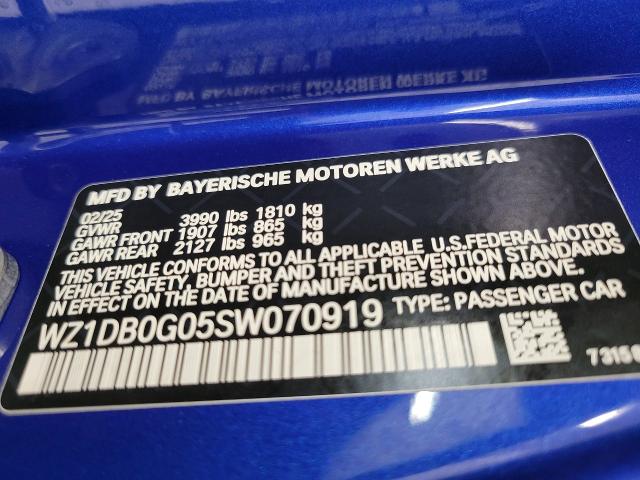 MFD BY BAYERISCHE MOTOREN WERKE AG
02/25
GVWR 3990 lbs 1810 kg
GAWR FRONT 1907 lbs 865 kg
GAWR REAR 2127 lbs 965 kg
THIS VEHICLE CONFORMS TO ALL APPLICABLE U.S.FEDERAL MOTOR
VEHICLE SAFETY, BUMPER AND THEFT PREVENTION STANDARDS
IN EFFECT ON THE DATE OF MANUFACTURE SHOWN ABOVE.
WZ1DB0G05SW070919 TYPE: PASSENGER CAR